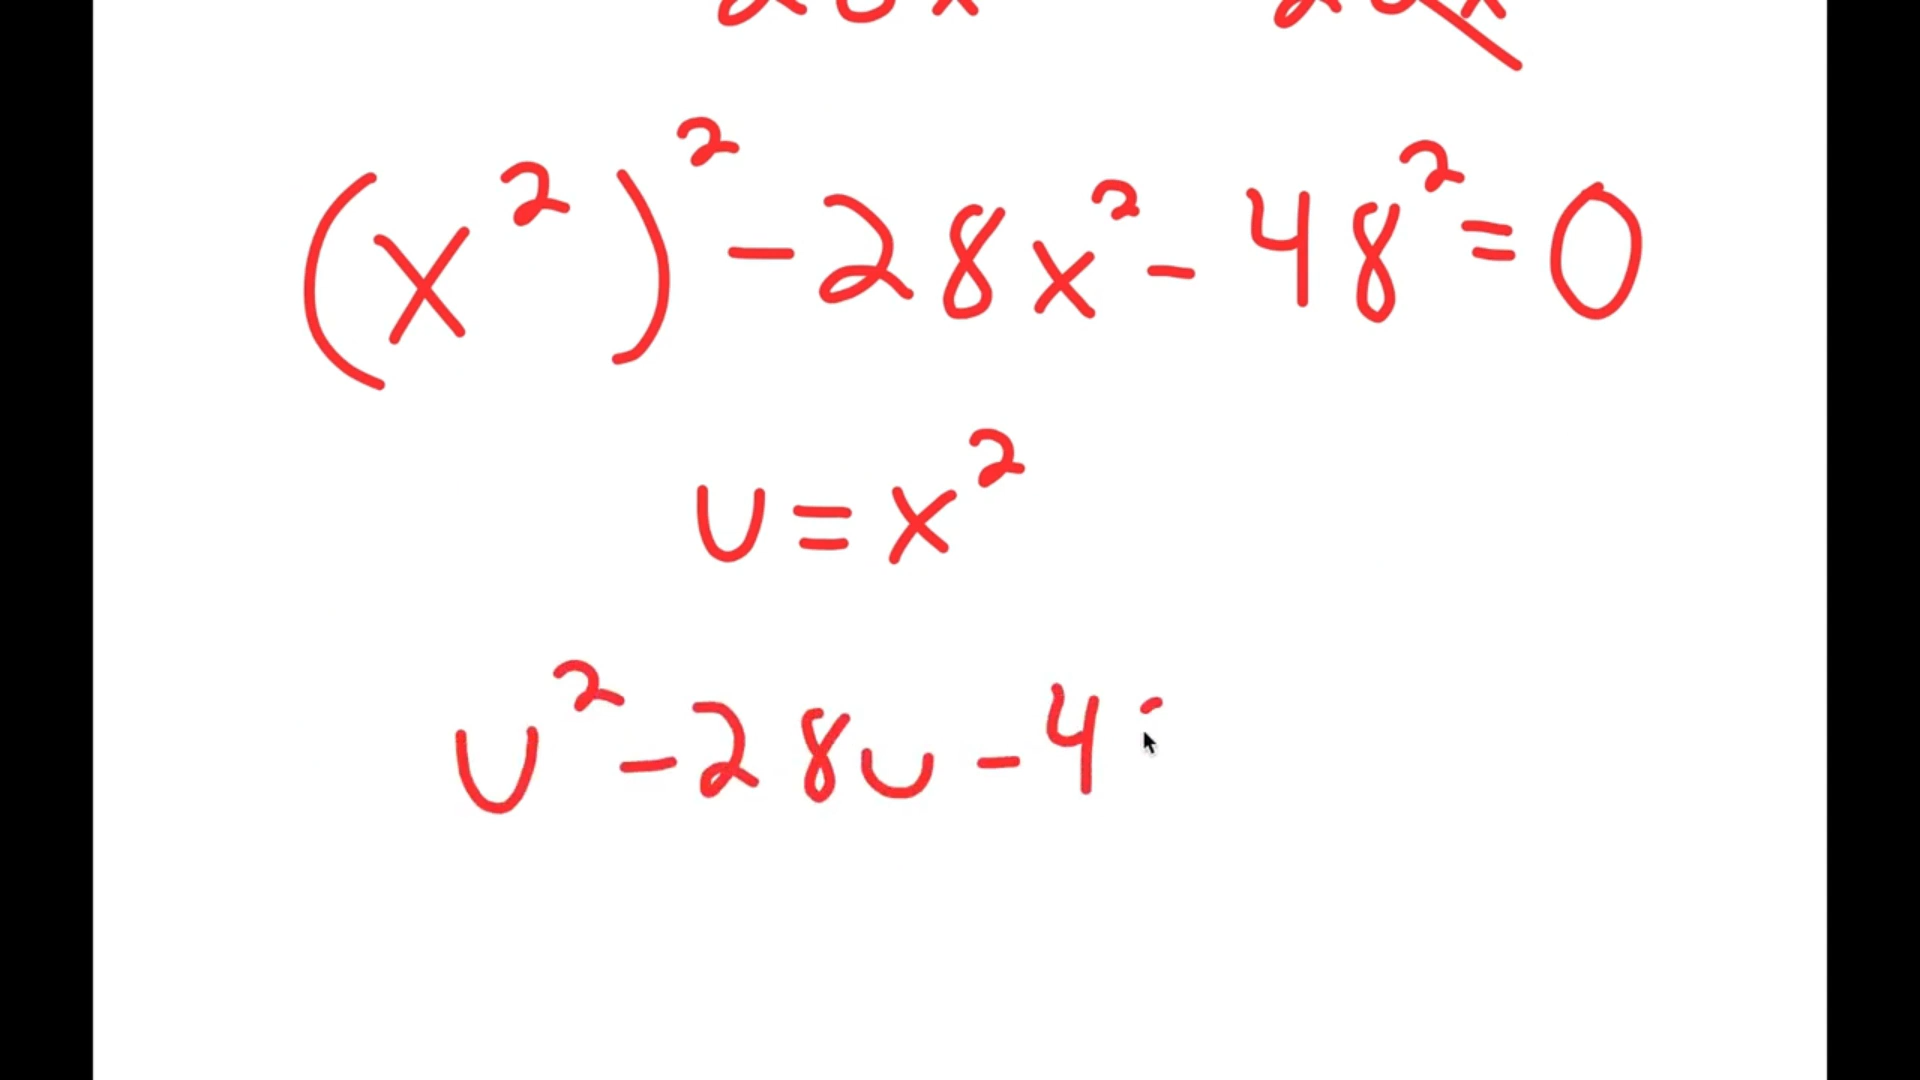 (x²)² - 28x² - 48² = 0
u = x²
u² - 28u - 4